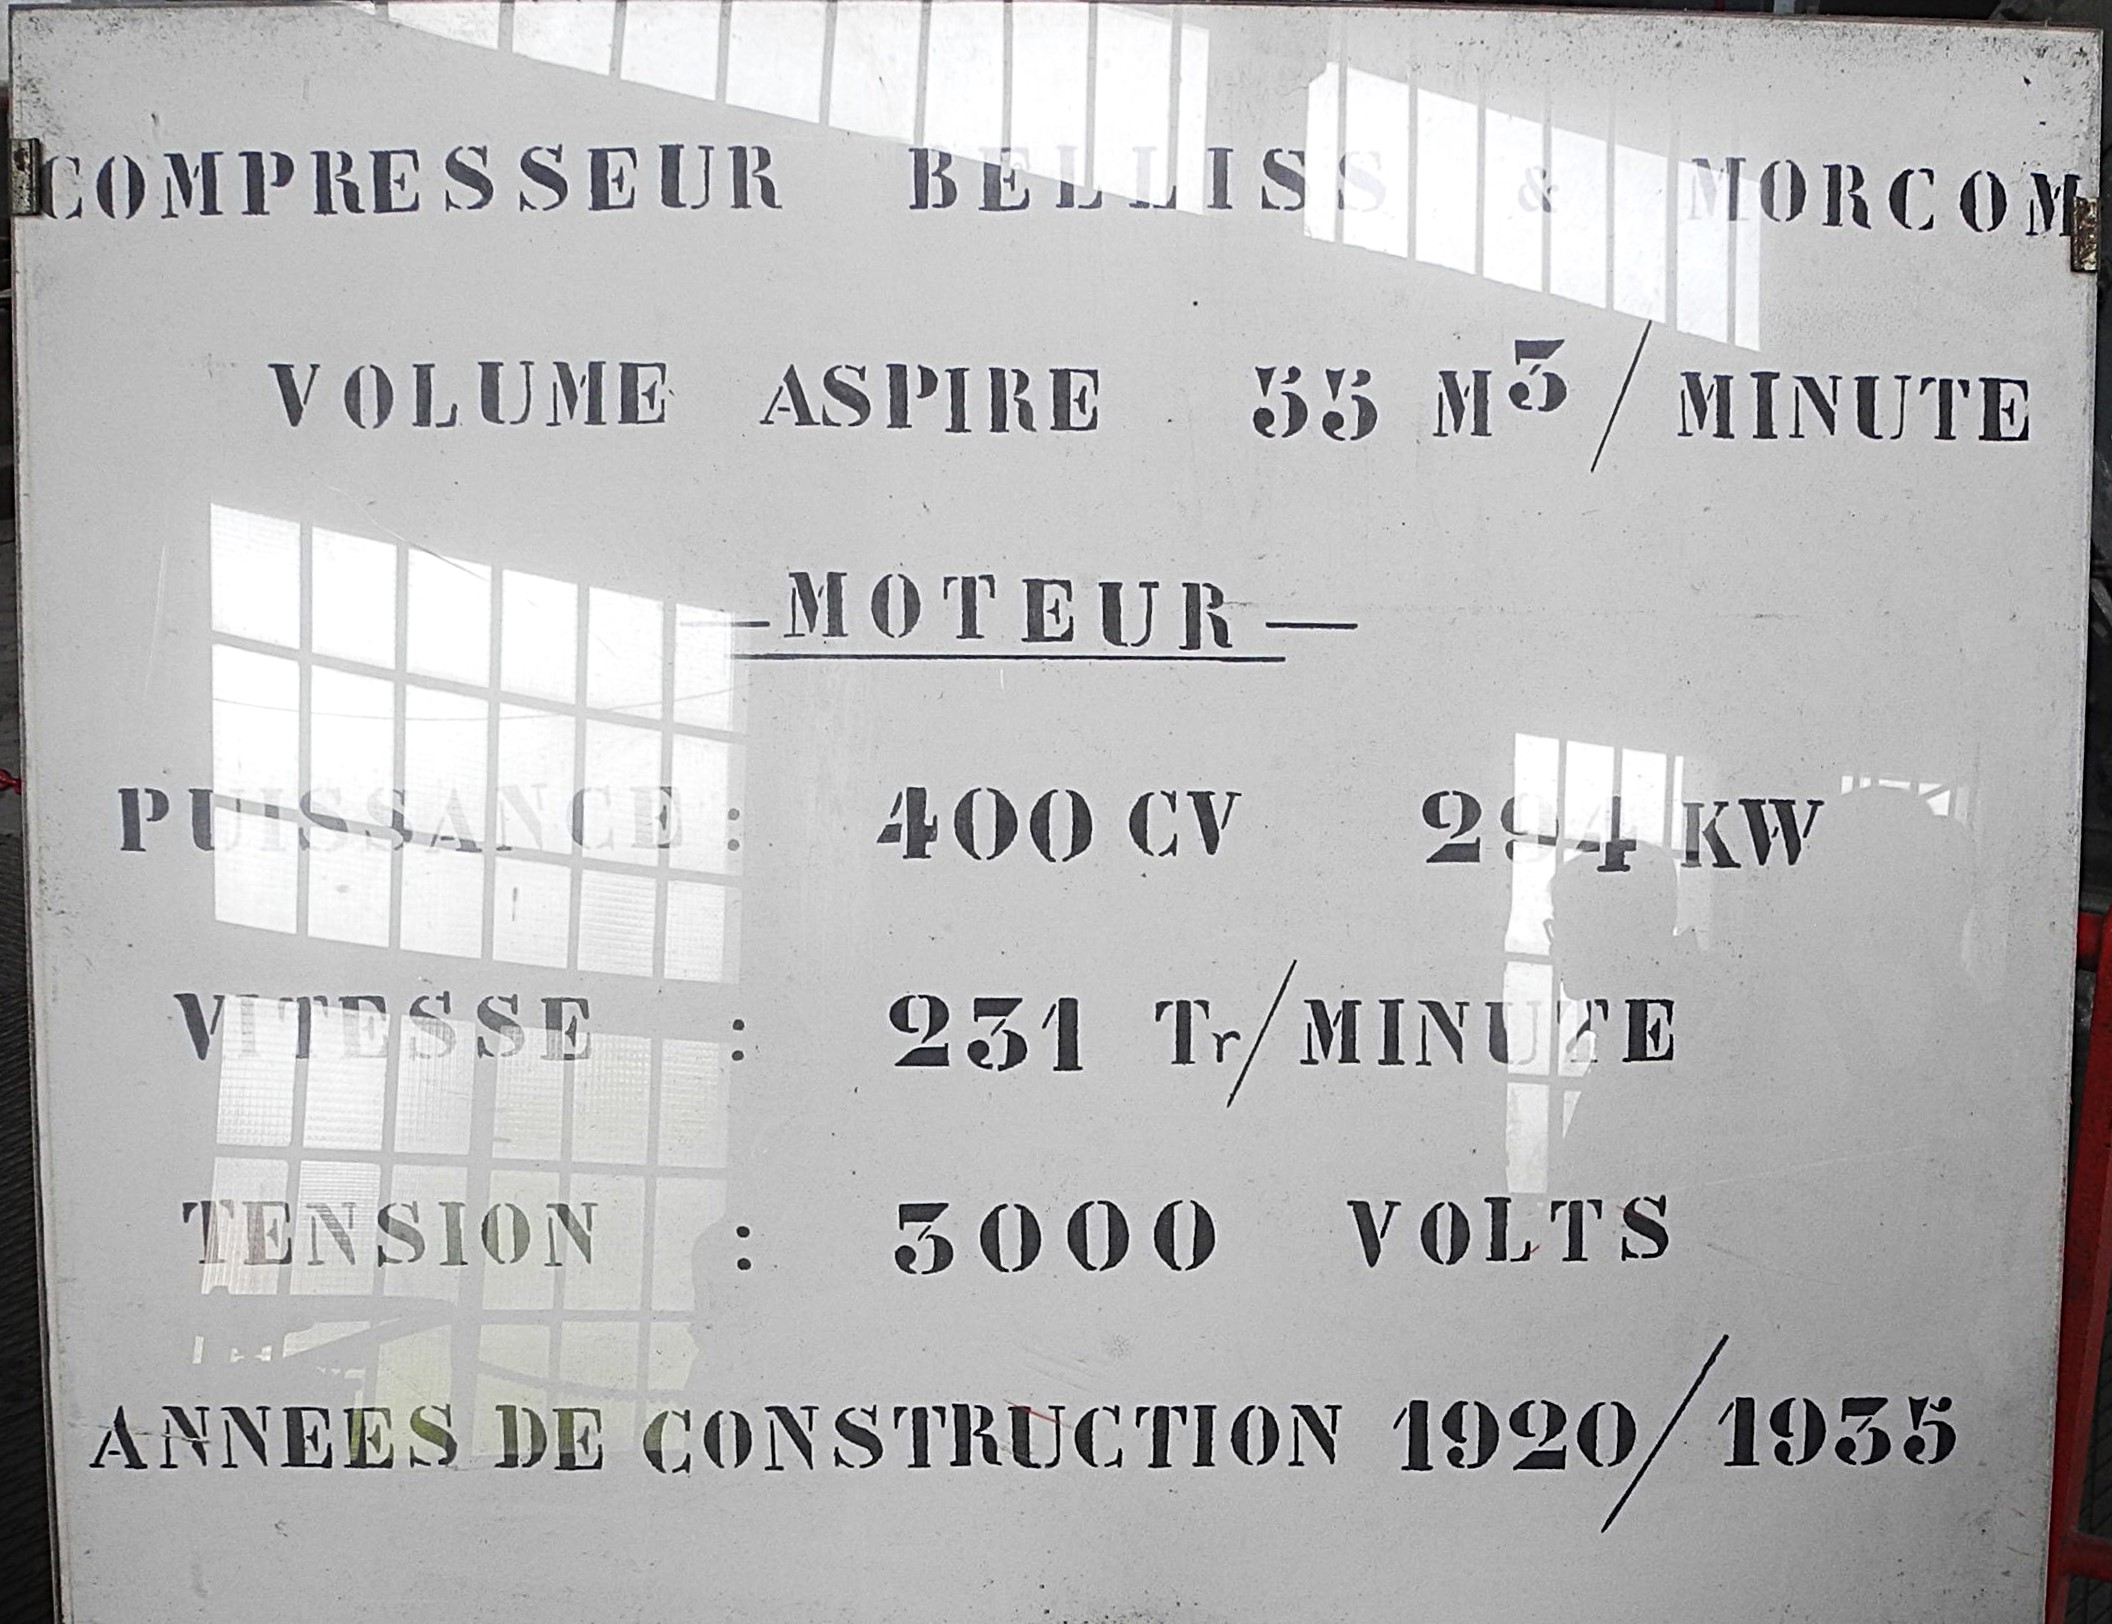 COMPRESSEUR BELLISS & MORCOM
VOLUME ASPIRE 55 M³/MINUTE
—MOTEUR—
PUISSANCE : 400 CV 294 KW
VITESSE : 231 Tr/MINUTE
TENSION : 3000 VOLTS
ANNEES DE CONSTRUCTION 1920/1935